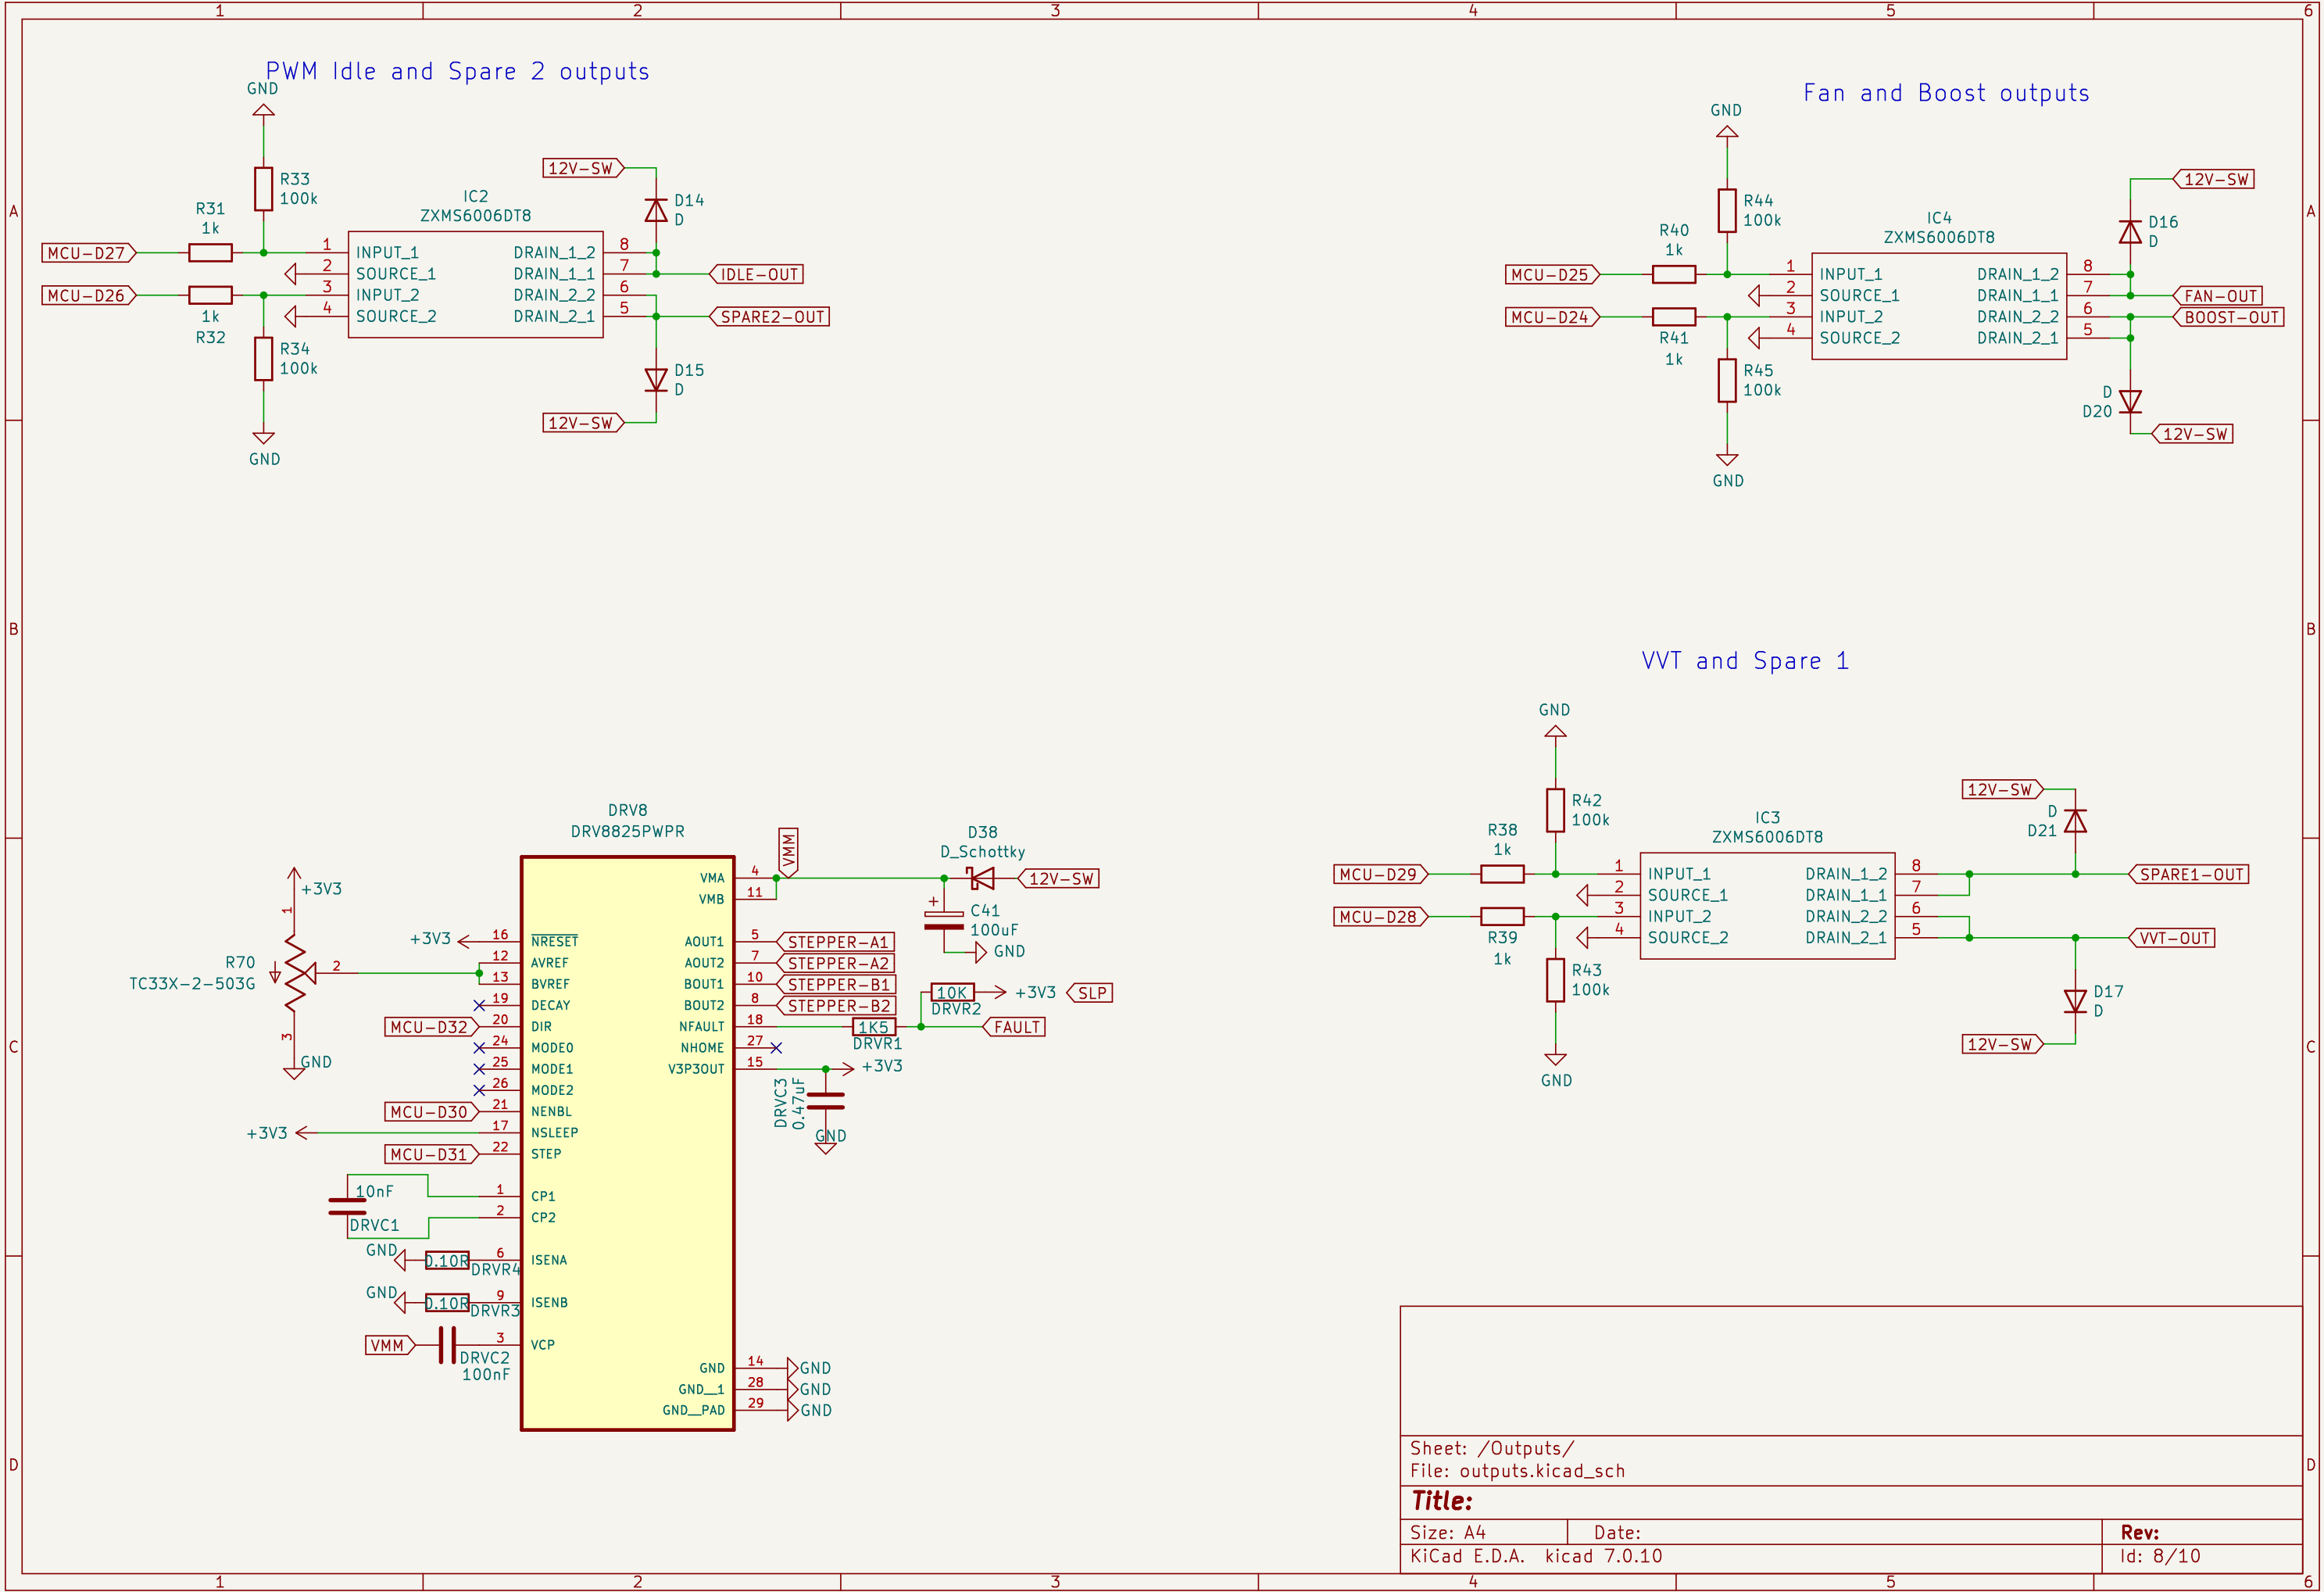 1 2 3 4 5 6
A
B
C
D
PWM Idle and Spare 2 outputs
GND
R33
100k
R31
1k
MCU-D27
MCU-D26
1k
R32
R34
100k
GND
IC2
ZXMS6006DT8
1 INPUT_1 DRAIN_1_2 8
2 SOURCE_1 DRAIN_1_1 7
3 INPUT_2 DRAIN_2_2 6
4 SOURCE_2 DRAIN_2_1 5
12V-SW
D14
D
IDLE-OUT
SPARE2-OUT
D15
D
12V-SW
Fan and Boost outputs
GND
R44
100k
R40
1k
MCU-D25
MCU-D24
R41
1k
R45
100k
GND
IC4
ZXMS6006DT8
1 INPUT_1 DRAIN_1_2 8
2 SOURCE_1 DRAIN_1_1 7
3 INPUT_2 DRAIN_2_2 6
4 SOURCE_2 DRAIN_2_1 5
12V-SW
D16
D
FAN-OUT
BOOST-OUT
D
D20
12V-SW
A
B
VVT and Spare 1
GND
R42
100k
R38
1k
MCU-D29
MCU-D28
R39
1k
R43
100k
GND
IC3
ZXMS6006DT8
1 INPUT_1 DRAIN_1_2 8
2 SOURCE_1 DRAIN_1_1 7
3 INPUT_2 DRAIN_2_2 6
4 SOURCE_2 DRAIN_2_1 5
12V-SW
D
D21
SPARE1-OUT
VVT-OUT
D17
D
12V-SW
C
DRV8
DRV8825PWPR
+3V3
1
R70
TC33X-2-503G
2
3
GND
+3V3 16 NRESET
12 AVREF
13 BVREF
19 DECAY
MCU-D32 20 DIR
24 MODE0
25 MODE1
26 MODE2
MCU-D30 21 NENBL
+3V3 17 NSLEEP
MCU-D31 22 STEP
10nF
DRVC1
1 CP1
2 CP2
GND 0.10R 6 ISENA
DRVR4
GND 0.10R 9 ISENB
DRVR3
VMM 3 VCP
DRVC2
100nF
VMM
VMA 4
VMB 11
D38
D_Schottky
12V-SW
+
C41
100uF
GND
AOUT1 5 STEPPER-A1
AOUT2 7 STEPPER-A2
BOUT1 10 STEPPER-B1
BOUT2 8 STEPPER-B2
10K +3V3 SLP
DRVR2
NFAULT 18 1K5 FAULT
DRVR1
NHOME 27
V3P3OUT 15 +3V3
DRVC3
0.47uF
GND
GND 14 GND
GND__1 28 GND
GND__PAD 29 GND
Sheet: /Outputs/
File: outputs.kicad_sch
Title:
Size: A4 Date: Rev:
KiCad E.D.A. kicad 7.0.10 Id: 8/10
D
1 2 3 4 5 6